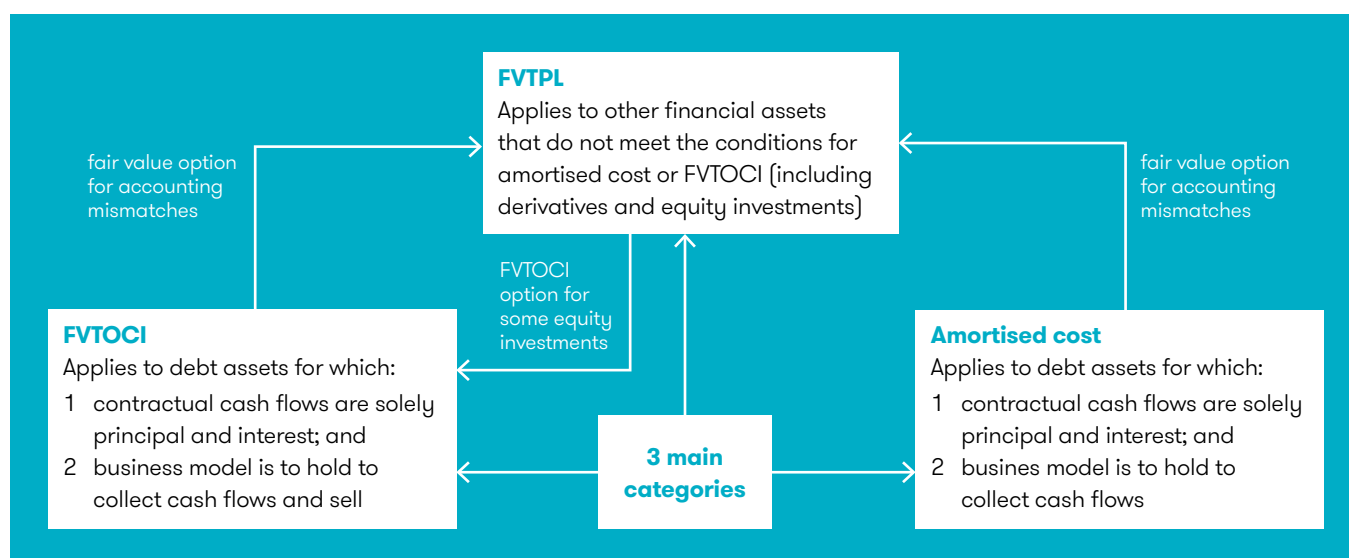 FVTPL
Applies to other financial assets
that do not meet the conditions for
amortised cost or FVTOCI (including
derivatives and equity investments)
fair value option
for accounting
mismatches
fair value option
for accounting
mismatches
FVTOCI
option for
some equity
investments
FVTOCI
Applies to debt assets for which:
1 contractual cash flows are solely
principal and interest; and
2 business model is to hold to
collect cash flows and sell
3 main
categories
Amortised cost
Applies to debt assets for which:
1 contractual cash flows are solely
principal and interest; and
2 busines model is to hold to
collect cash flows